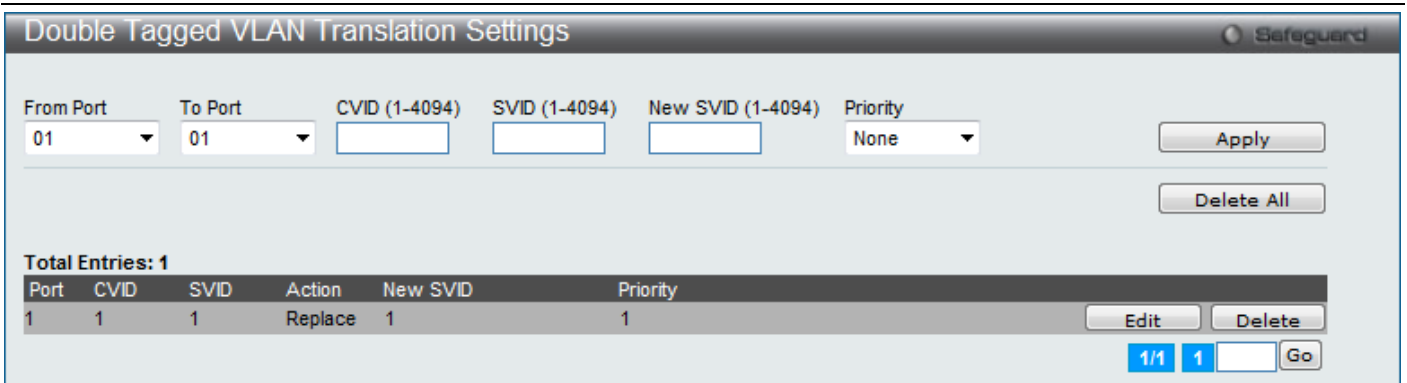 Double Tagged VLAN Translation Settings Safeguard
From Port To Port CVID (1-4094) SVID (1-4094) New SVID (1-4094) Priority
01 01 None Apply
Delete All
Total Entries: 1
Port CVID SVID Action New SVID Priority
1 1 1 Replace 1 1 Edit Delete
1/1 1 Go